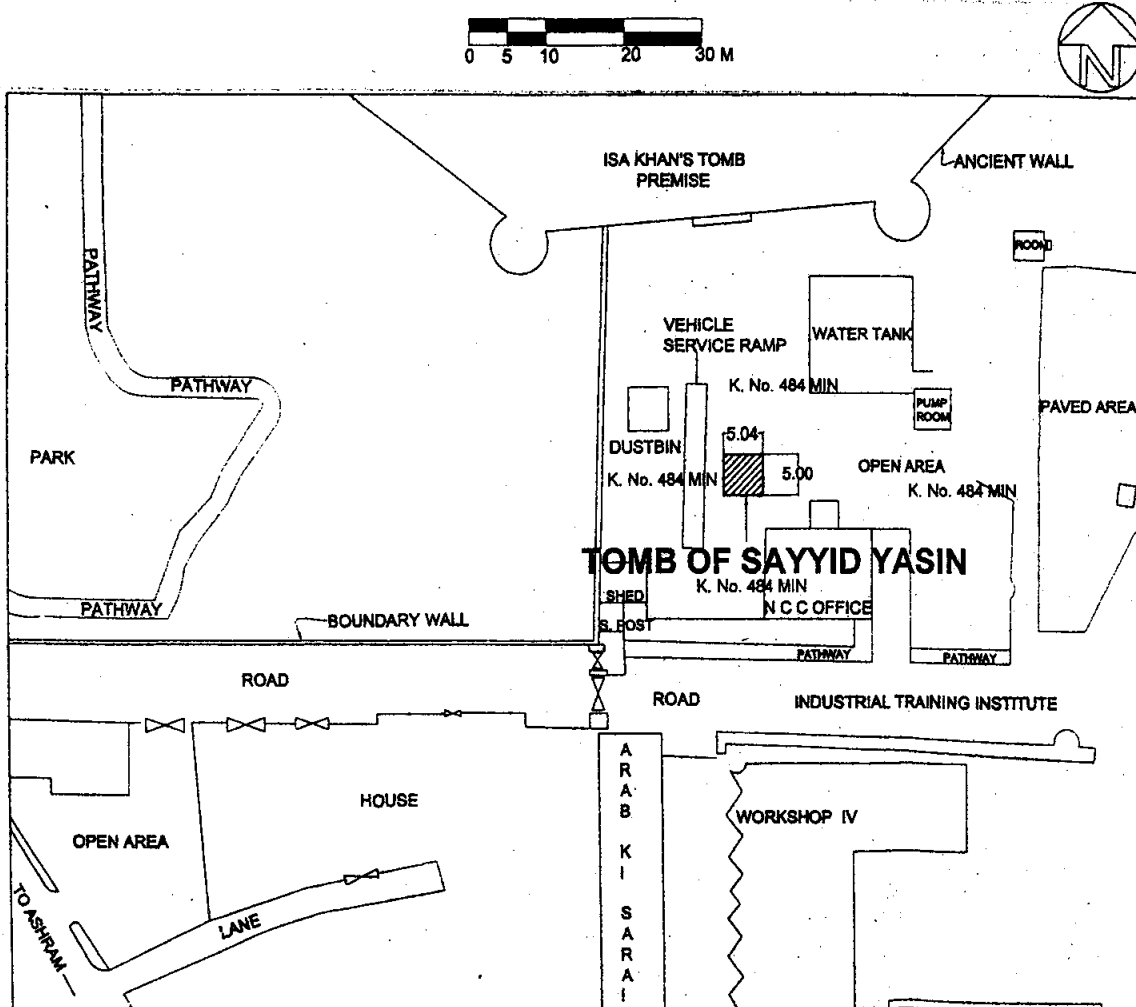 0 5 10 20 30 M
N
ISA KHAN'S TOMB
PREMISE
ANCIENT WALL
ROOM
PATHWAY
VEHICLE
SERVICE RAMP
WATER TANK
PATHWAY
K. No. 484 MIN
PUMP
ROOM
PAVED AREA
5.04
DUSTBIN
PARK
OPEN AREA
5.00
K. No. 484 MIN
K. No. 484 MIN
TOMB OF SAYYID YASIN
K. No. 484 MIN
SHED
N C C OFFICE
PATHWAY
BOUNDARY WALL
S. POST
PATHWAY
PATHWAY
ROAD
ROAD
INDUSTRIAL TRAINING INSTITUTE
HOUSE
ARAB KI SARAI
WORKSHOP IV
OPEN AREA
TO ASHRAM
LANE